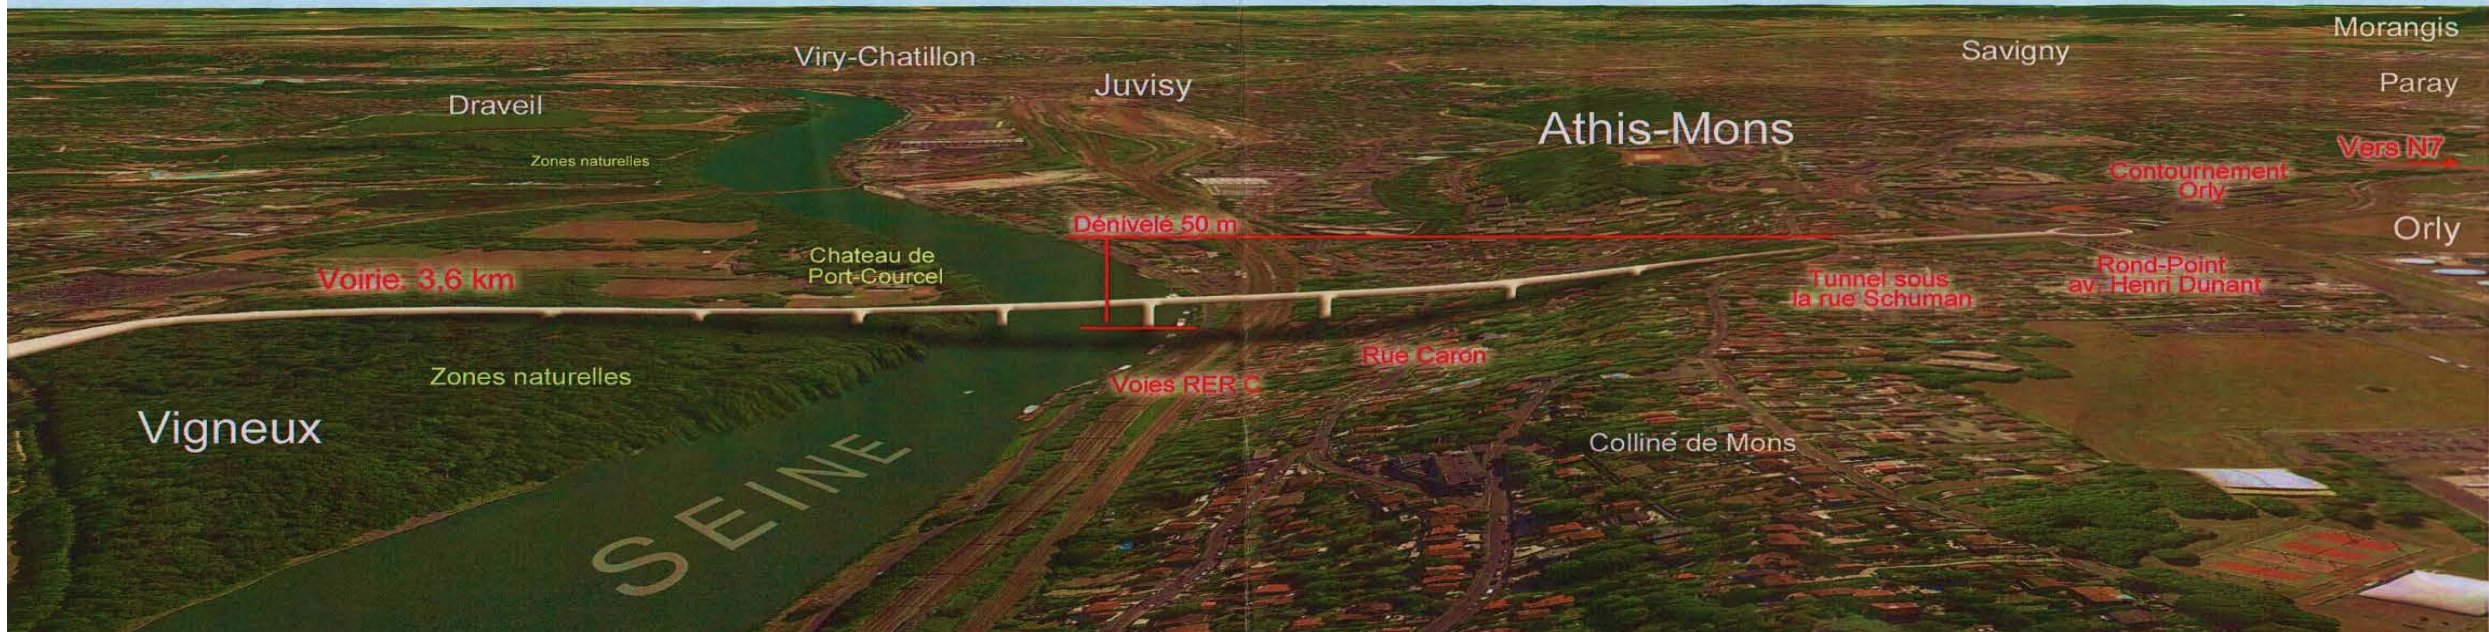 Morangis
Savigny
Viry-Chatillon
Juvisy
Paray
Draveil
Athis-Mons
Vers N7
Zones naturelles
Contournement
Orly
Dénivelé 50 m
Orly
Chateau de
Port-Courcel
Voirie: 3,6 km
Tunnel sous
la rue Schuman
Rond-Point
av. Henri Dunant
Rue Caron
Zones naturelles
Voies RER C
Vigneux
Colline de Mons
SEINE